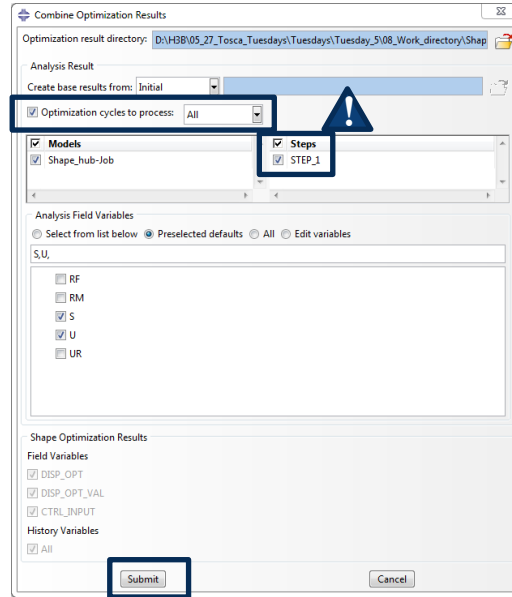 Combine Optimization Results
Optimization result directory: D:\H3B\05_27_Tosca_Tuesdays\Tuesdays\Tuesday_5\08_Work_directory\Shap
Analysis Result
Create base results from: Initial
Optimization cycles to process: All
Models Steps
Shape_hub-Job STEP_1
Analysis Field Variables
Select from list below Preselected defaults All Edit variables
S,U,
RF
RM
S
U
UR
Shape Optimization Results
Field Variables
DISP_OPT
DISP_OPT_VAL
CTRL_INPUT
History Variables
All
Submit Cancel